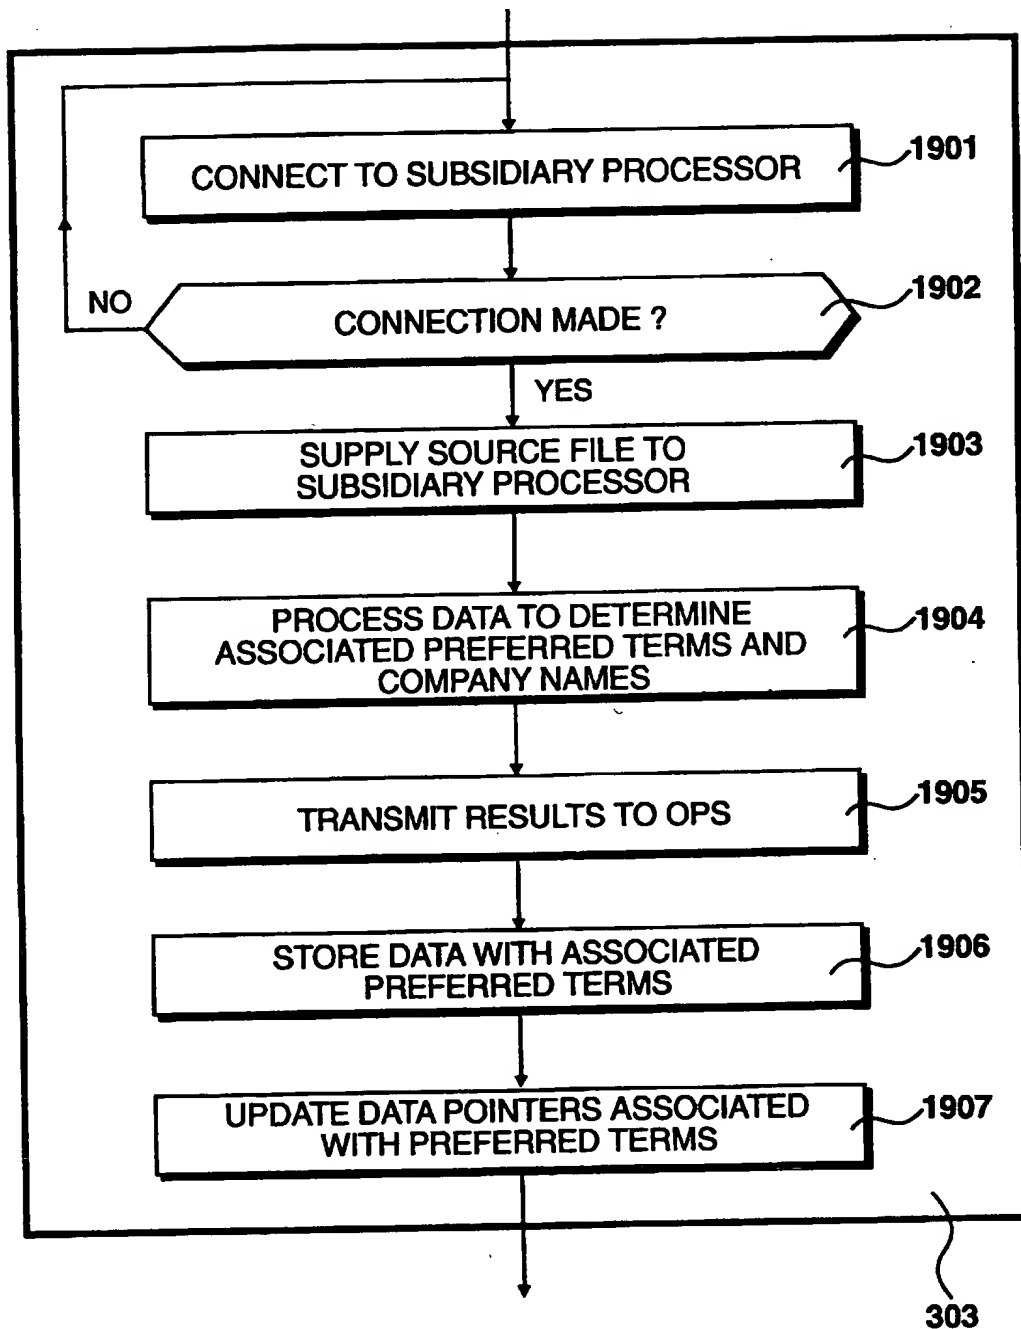 CONNECT TO SUBSIDIARY PROCESSOR
1901
CONNECTION MADE ?
1902
NO
YES
SUPPLY SOURCE FILE TO
SUBSIDIARY PROCESSOR
1903
PROCESS DATA TO DETERMINE
ASSOCIATED PREFERRED TERMS AND
COMPANY NAMES
1904
TRANSMIT RESULTS TO OPS
1905
STORE DATA WITH ASSOCIATED
PREFERRED TERMS
1906
UPDATE DATA POINTERS ASSOCIATED
WITH PREFERRED TERMS
1907
303